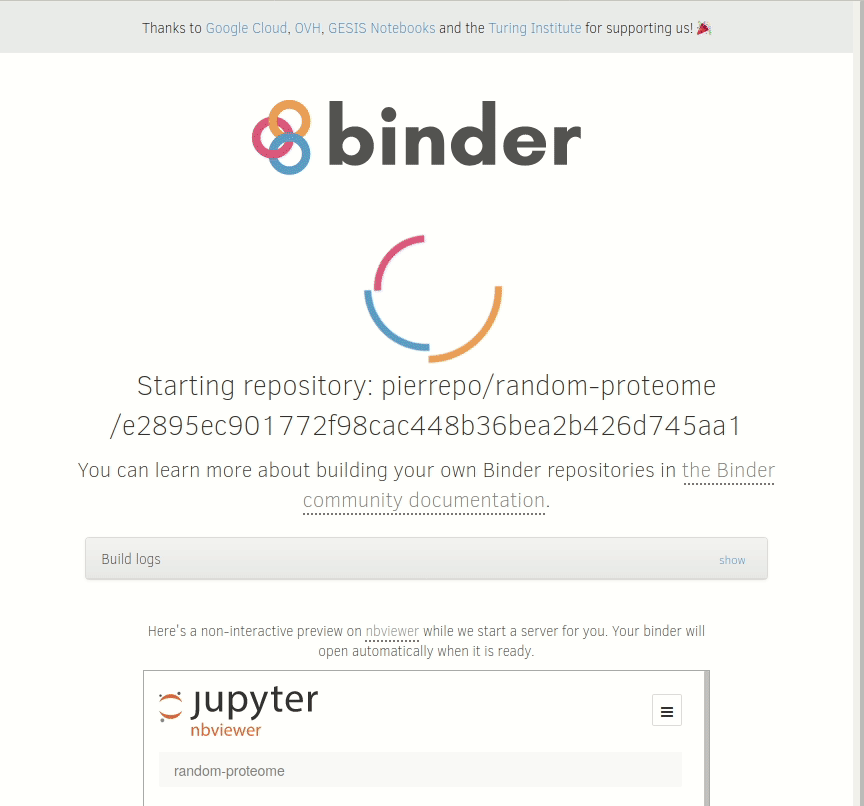 Thanks to Google Cloud, OVH, GESIS Notebooks and the Turing Institute for supporting us! 🎉
binder
Starting repository: pierrepo/random-proteome
/e2895ec901772f98cac448b36bea2b426d745aa1
You can learn more about building your own Binder repositories in the Binder
community documentation.
Build logs show
Here's a non-interactive preview on nbviewer while we start a server for you. Your binder will
open automatically when it is ready.
jupyter
nbviewer
random-proteome